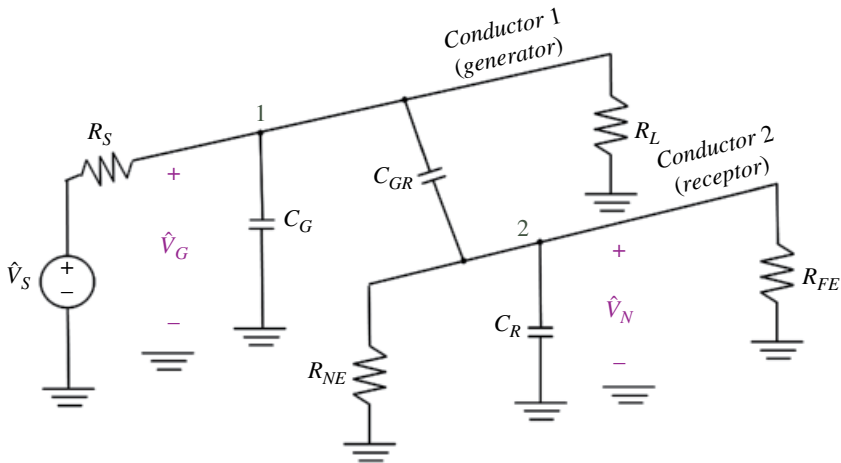 Conductor 1
(generator)
1
R_S
+
R_L
Conductor 2
(receptor)
C_GR
C_G
2
V̂_G
+
V̂_S
+
−
R_FE
V̂_N
−
C_R
R_NE
−